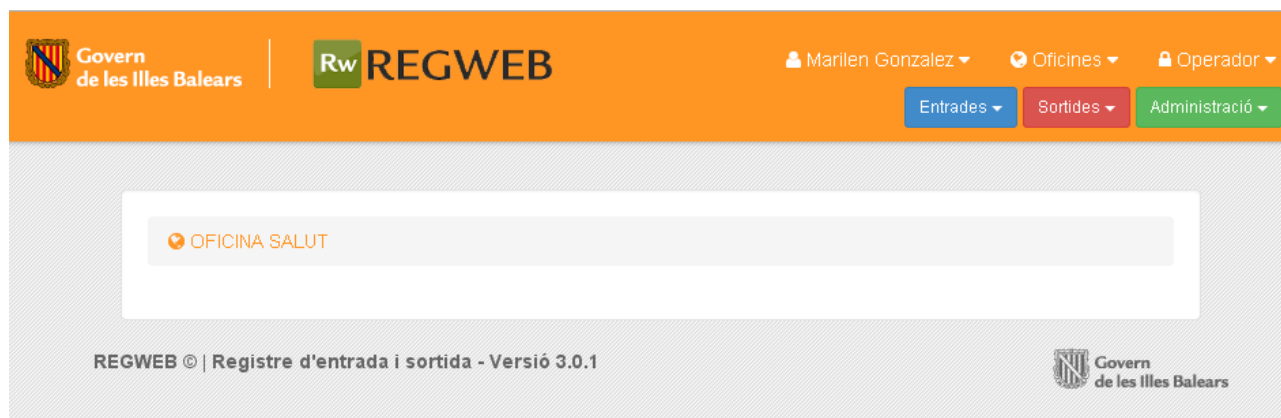 Govern
de les Illes Balears
Rw REGWEB
Marilen Gonzalez
Oficines
Operador
Entrades
Sortides
Administració
OFICINA SALUT
REGWEB © | Registre d'entrada i sortida - Versió 3.0.1
Govern
de les Illes Balears